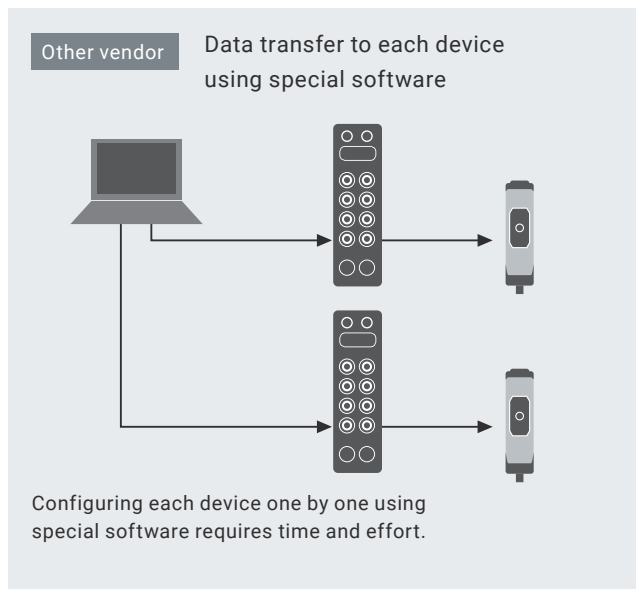 Other vendor
Data transfer to each device
using special software
Configuring each device one by one using
special software requires time and effort.